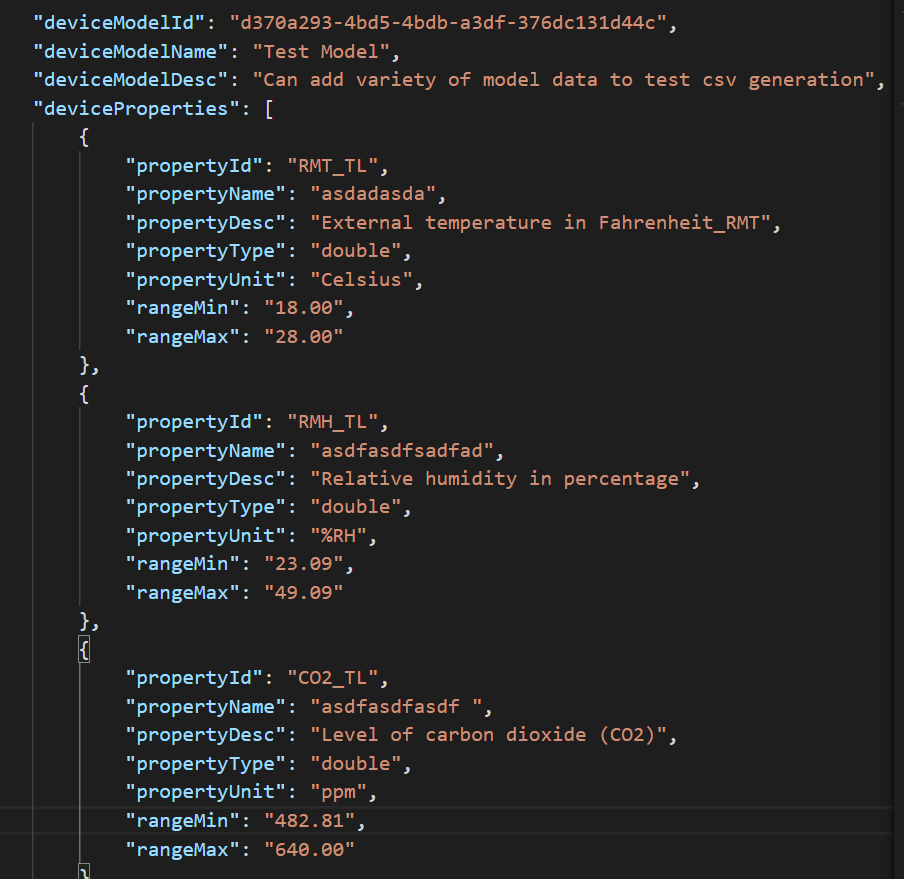 "deviceModelId": "d370a293-4bd5-4bdb-a3df-376dc131d44c",
"deviceModelName": "Test Model",
"deviceModelDesc": "Can add variety of model data to test csv generation",
"deviceProperties": [
{
"propertyId": "RMT_TL",
"propertyName": "asdadasda",
"propertyDesc": "External temperature in Fahrenheit_RMT",
"propertyType": "double",
"propertyUnit": "Celsius",
"rangeMin": "18.00",
"rangeMax": "28.00"
},
{
"propertyId": "RMH_TL",
"propertyName": "asdfasdfsadfad",
"propertyDesc": "Relative humidity in percentage",
"propertyType": "double",
"propertyUnit": "%RH",
"rangeMin": "23.09",
"rangeMax": "49.09"
},
{
"propertyId": "CO2_TL",
"propertyName": "asdfasdfasdf ",
"propertyDesc": "Level of carbon dioxide (CO2)",
"propertyType": "double",
"propertyUnit": "ppm",
"rangeMin": "482.81",
"rangeMax": "640.00"
}